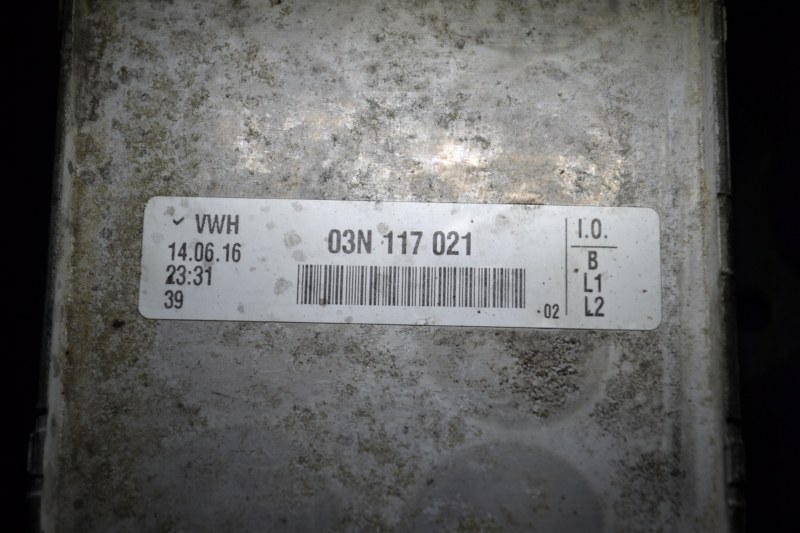 ✓ VWH
14.06.16
23:31
39
03N 117 021
02
I.O.
B
L1
L2